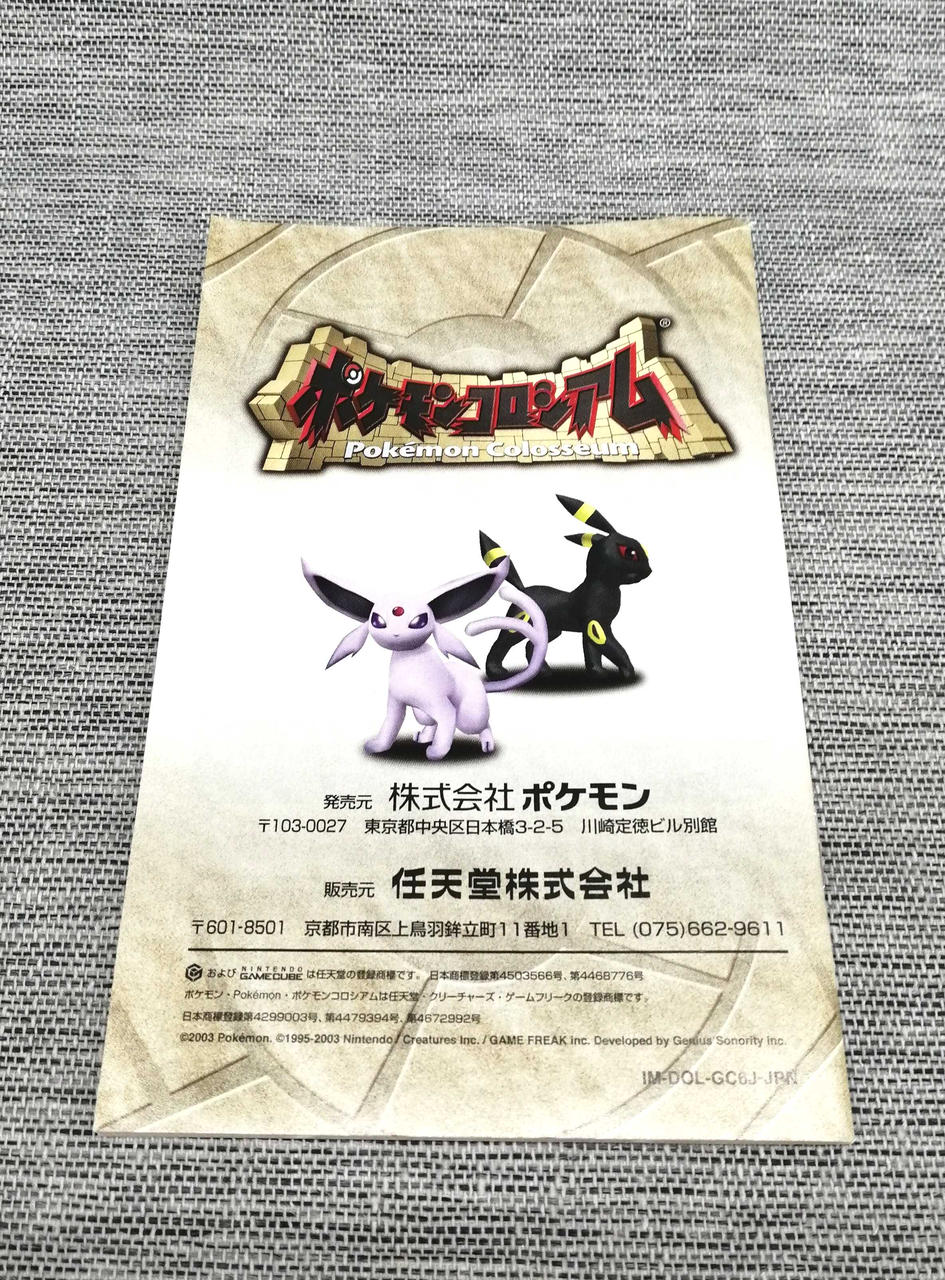 ポケモンコロシアム®
Pokémon Colosseum
発売元 株式会社ポケモン
〒103-0027 東京都中央区日本橋3-2-5 川崎定徳ビル別館
販売元 任天堂株式会社
〒601-8501 京都市南区上鳥羽鉾立町11番地1 TEL (075)662-9611
および NINTENDO GAMECUBE は任天堂の登録商標です。日本商標登録第4503566号、第4468776号
ポケモン・Pokémon・ポケモンコロシアムは任天堂・クリーチャーズ・ゲームフリークの登録商標です。
日本商標登録第4299003号、第4479394号、第4672992号
©2003 Pokémon. ©1995-2003 Nintendo / Creatures Inc. / GAME FREAK inc. Developed by Genius Sonority inc.
IM-DOL-GC6J-JPN